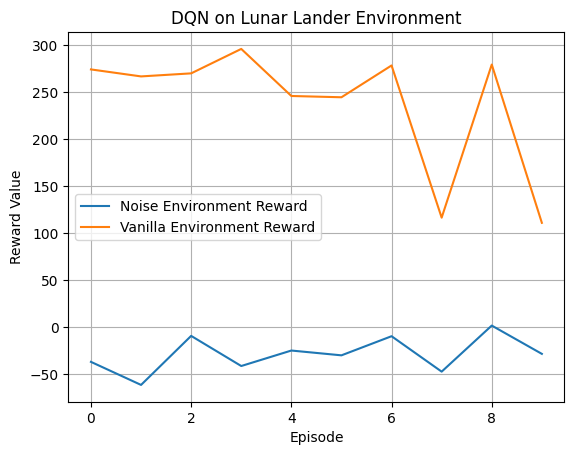 DQN on Lunar Lander Environment
300
250
200
150
100
50
0
−50
Reward Value
Noise Environment Reward
Vanilla Environment Reward
0 2 4 6 8
Episode